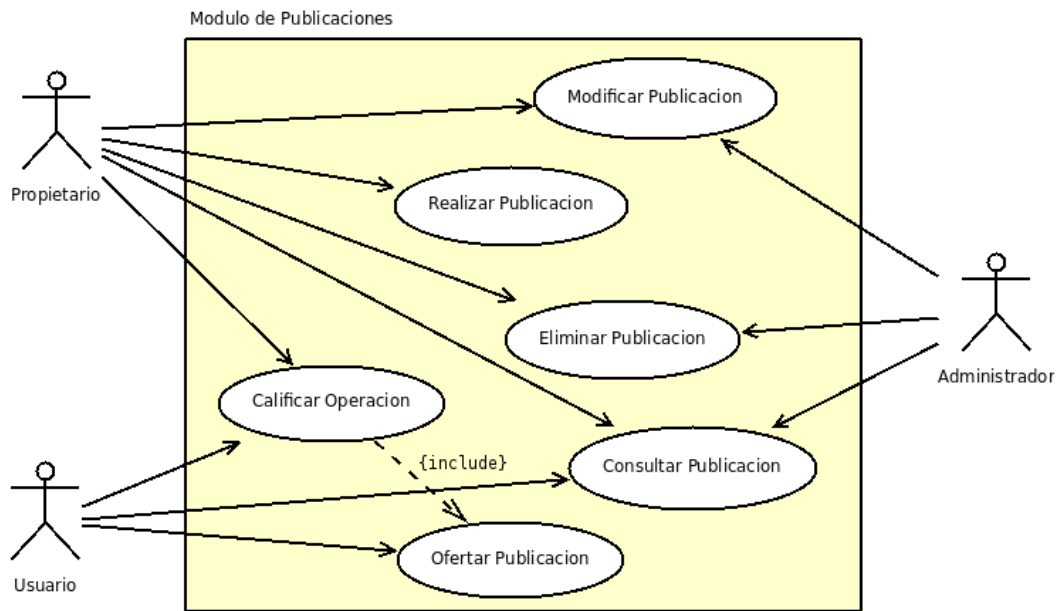 Modulo de Publicaciones
Modificar Publicacion
Propietario
Realizar Publicacion
Eliminar Publicacion
Administrador
Calificar Operacion
{include}
Consultar Publicacion
Ofertar Publicacion
Usuario